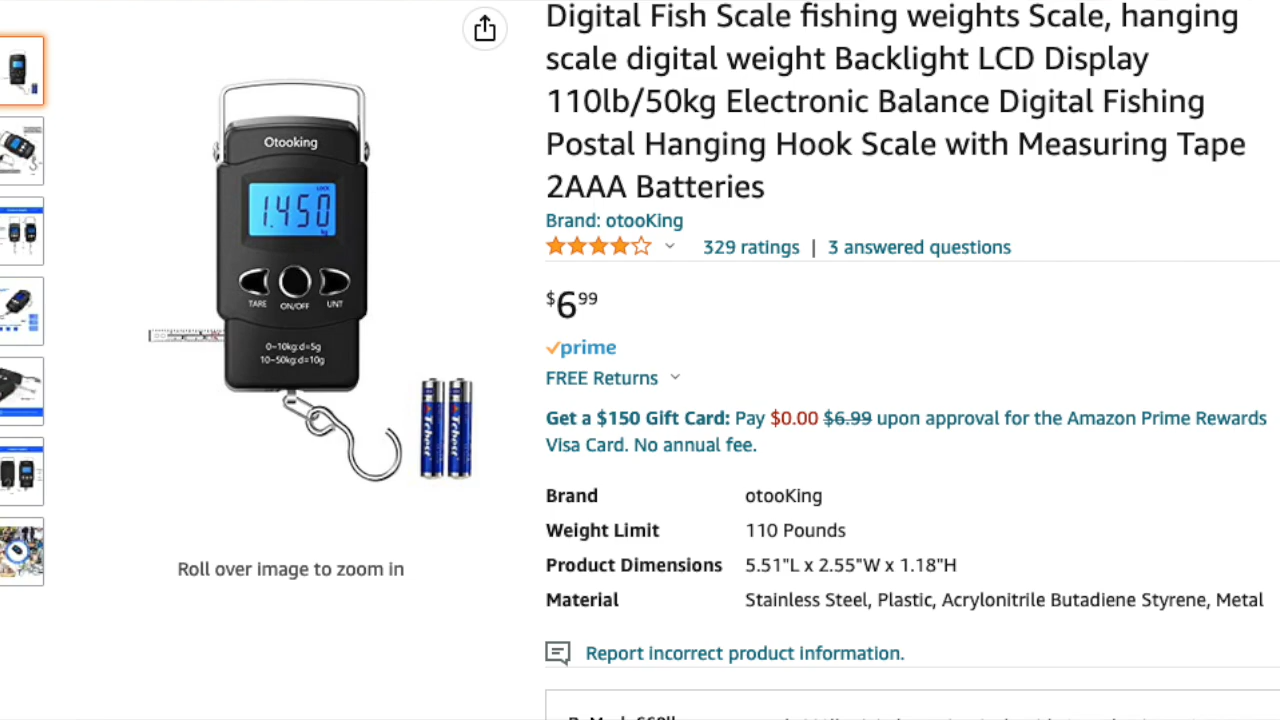 Digital Fish Scale fishing weights Scale, hanging
scale digital weight Backlight LCD Display
110lb/50kg Electronic Balance Digital Fishing
Postal Hanging Hook Scale with Measuring Tape
2AAA Batteries
Brand: otooKing
329 ratings | 3 answered questions
$6.99
prime
FREE Returns
Get a $150 Gift Card: Pay $0.00 $6.99 upon approval for the Amazon Prime Rewards
Visa Card. No annual fee.
Brand otooKing
Weight Limit 110 Pounds
Product Dimensions 5.51"L x 2.55"W x 1.18"H
Material Stainless Steel, Plastic, Acrylonitrile Butadiene Styrene, Metal
Report incorrect product information.
Otooking
LOCK
1.450
kg
TARE ON/OFF UNT
0~10kg:d=5g
10~50kg:d=10g
Roll over image to zoom in